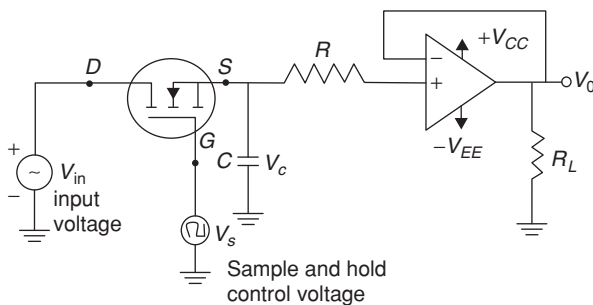 D
S
R
−
+
+V_CC
−V_EE
V_0
G
C
V_c
R_L
+
−
~
V_in
input
voltage
V_s
Sample and hold
control voltage